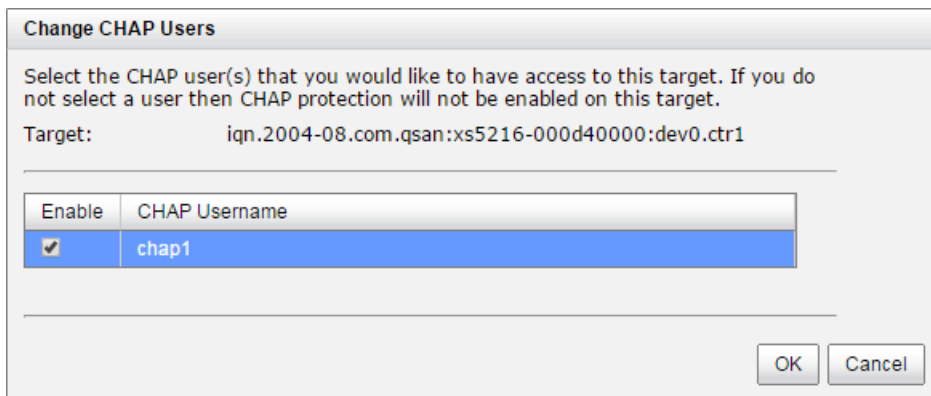 Change CHAP Users
Select the CHAP user(s) that you would like to have access to this target. If you do
not select a user then CHAP protection will not be enabled on this target.
Target: iqn.2004-08.com.qsan:xs5216-000d40000:dev0.ctr1
Enable CHAP Username
chap1
OK Cancel